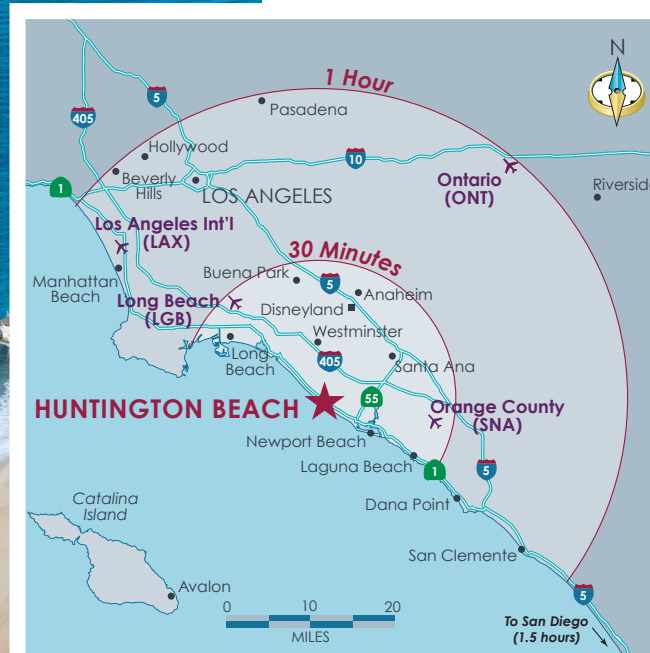 1 Hour
N
5
405
Pasadena
Hollywood
10
Beverly
Hills
LOS ANGELES
Ontario
(ONT)
Riverside
1
Los Angeles Int'l
(LAX)
30 Minutes
Manhattan
Beach
Buena Park
5
Anaheim
Long Beach
(LGB)
Disneyland
Westminster
Long
Beach
405
Santa Ana
HUNTINGTON BEACH
55
Orange County
(SNA)
Newport Beach
Laguna Beach
1
5
Dana Point
Catalina
Island
San Clemente
Avalon
5
0 10 20
MILES
To San Diego
(1.5 hours)